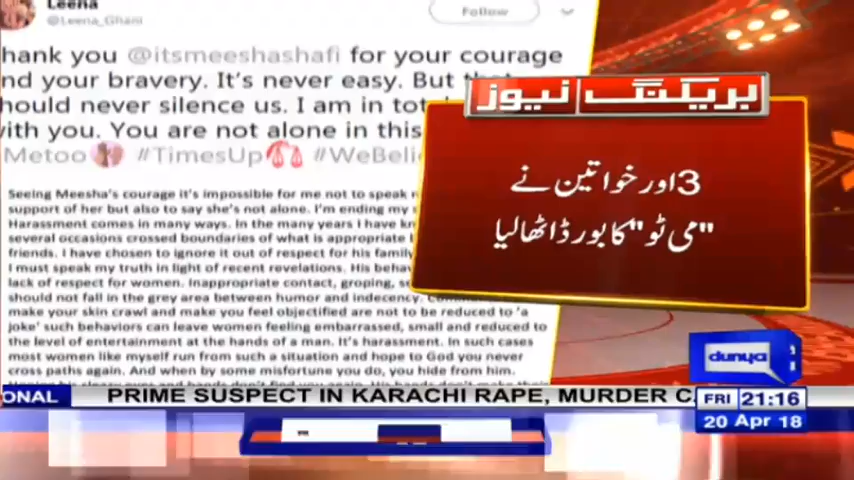 Leena
@Leena_Ghani
Follow
hank you @itsmeeshashafi for your courage
nd your bravery. It's never easy. But
hould never silence us. I am in
with you. You are not alone in this
Metoo #TimesUp #WeBelie
Seeing Meesha's courage it's impossible for me not to speak
support of her but also to say she's not alone. I'm ending my
Harassment comes in many ways. In the many years I have
several occasions crossed boundaries of what is appropriate
friends. I have chosen to ignore it out of respect for his family
I must speak my truth in light of recent revelations. His
lack of respect for women. Inappropriate contact, groping,
should not fall in the grey area between humor and indecency.
make your skin crawl and make you feel objectified are not to be reduced to 'a
joke' such behaviors can leave women feeling embarrassed, small and reduced to
the level of entertainment at the hands of a man. It's harassment. In such cases
most women like myself run from such a situation and hope to God you never
cross paths again. And when by some misfortune you do, you hide from him.
بریکنگ نیوز
3 اور خواتین نے
"می ٹو" کا بورڈ اٹھا لیا
dunya
ONAL PRIME SUSPECT IN KARACHI RAPE, MURDER C
FRI 21:16
20 Apr 18